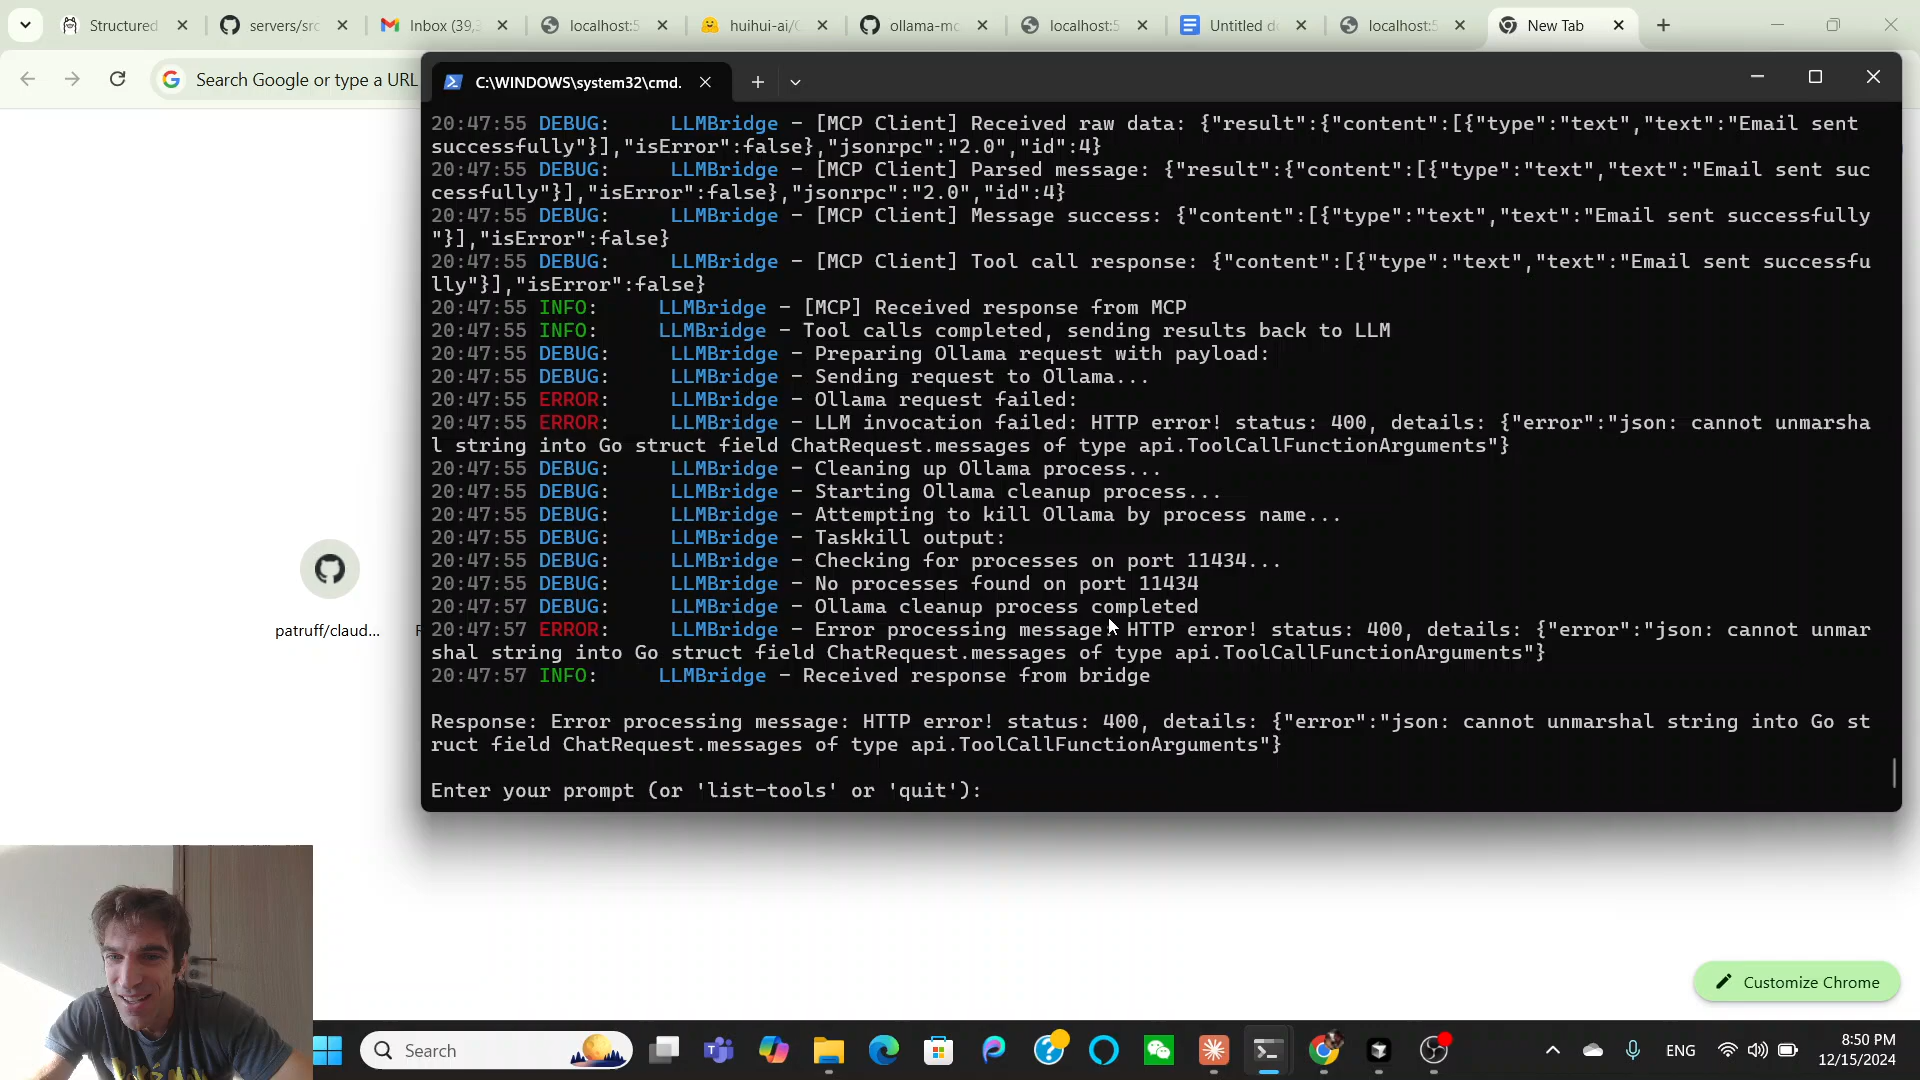 Structured
servers/src
Inbox (39,3
localhost:5
huihui-ai/
ollama-mc
localhost:5
Untitled d
localhost:5
New Tab
Search Google or type a URL
C:\WINDOWS\system32\cmd.
20:47:55 DEBUG: LLMBridge – [MCP Client] Received raw data: {"result":{"content":[{"type":"text","text":"Email sent
successfully"}],"isError":false},"jsonrpc":"2.0","id":4}
20:47:55 DEBUG: LLMBridge – [MCP Client] Parsed message: {"result":{"content":[{"type":"text","text":"Email sent suc
cessfully"}],"isError":false},"jsonrpc":"2.0","id":4}
20:47:55 DEBUG: LLMBridge – [MCP Client] Message success: {"content":[{"type":"text","text":"Email sent successfully
"}],"isError":false}
20:47:55 DEBUG: LLMBridge – [MCP Client] Tool call response: {"content":[{"type":"text","text":"Email sent successfu
lly"}],"isError":false}
20:47:55 INFO: LLMBridge – [MCP] Received response from MCP
20:47:55 INFO: LLMBridge – Tool calls completed, sending results back to LLM
20:47:55 DEBUG: LLMBridge – Preparing Ollama request with payload:
20:47:55 DEBUG: LLMBridge – Sending request to Ollama...
20:47:55 ERROR: LLMBridge – Ollama request failed:
20:47:55 ERROR: LLMBridge – LLM invocation failed: HTTP error! status: 400, details: {"error":"json: cannot unmarsha
l string into Go struct field ChatRequest.messages of type api.ToolCallFunctionArguments"}
20:47:55 DEBUG: LLMBridge – Cleaning up Ollama process...
20:47:55 DEBUG: LLMBridge – Starting Ollama cleanup process...
20:47:55 DEBUG: LLMBridge – Attempting to kill Ollama by process name...
20:47:55 DEBUG: LLMBridge – Taskkill output:
20:47:55 DEBUG: LLMBridge – Checking for processes on port 11434...
20:47:55 DEBUG: LLMBridge – No processes found on port 11434
20:47:57 DEBUG: LLMBridge – Ollama cleanup process completed
20:47:57 ERROR: LLMBridge – Error processing message: HTTP error! status: 400, details: {"error":"json: cannot unmar
shal string into Go struct field ChatRequest.messages of type api.ToolCallFunctionArguments"}
20:47:57 INFO: LLMBridge – Received response from bridge
Response: Error processing message: HTTP error! status: 400, details: {"error":"json: cannot unmarshal string into Go st
ruct field ChatRequest.messages of type api.ToolCallFunctionArguments"}
Enter your prompt (or 'list-tools' or 'quit'):
patruff/claud...
Customize Chrome
Search
ENG
8:50 PM
12/15/2024